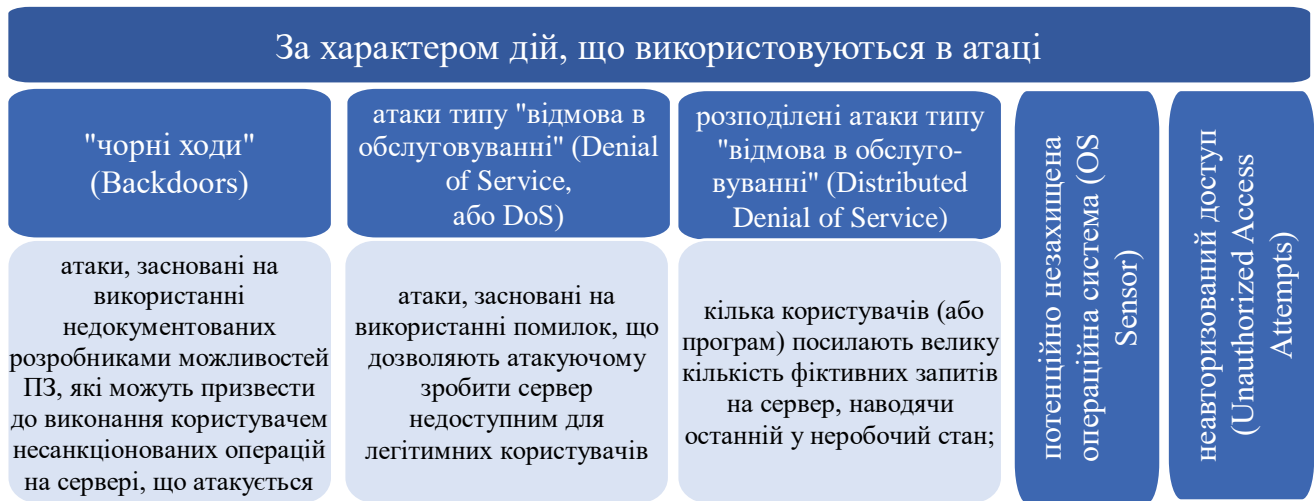 За характером дій, що використовуються в атаці
"чорні ходи"
(Backdoors)
атаки, засновані на
використанні
недокументованих
розробниками можливостей
ПЗ, які можуть призвести
до виконання користувачем
несанкціонованих операцій
на сервері, що атакується
атаки типу "відмова в
обслуговуванні" (Denial
of Service,
або DoS)
атаки, засновані на
використанні помилок, що
дозволяють атакуючому
зробити сервер
недоступним для
легітимних користувачів
розподілені атаки типу
"відмова в обслуго-
вуванні" (Distributed
Denial of Service)
кілька користувачів (або
програм) посилають велику
кількість фіктивних запитів
на сервер, наводячи
останній у неробочий стан;
потенційно незахищена
операційна система (OS
Sensor)
неавторизований доступ
(Unauthorized Access
Attempts)